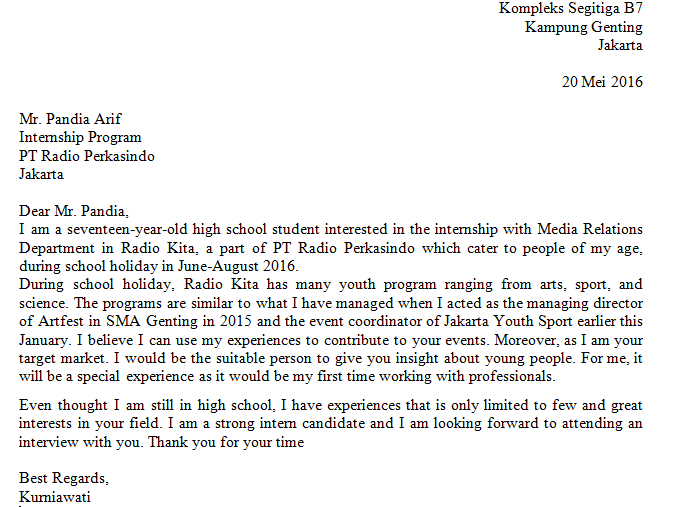 Kompleks Segitiga B7
Kampung Genting
Jakarta
20 Mei 2016
Mr. Pandia Arif
Internship Program
PT Radio Perkasindo
Jakarta
Dear Mr. Pandia,
I am a seventeen-year-old high school student interested in the internship with Media Relations
Department in Radio Kita, a part of PT Radio Perkasindo which cater to people of my age,
during school holiday in June-August 2016.
During school holiday, Radio Kita has many youth program ranging from arts, sport, and
science. The programs are similar to what I have managed when I acted as the managing director
of Artfest in SMA Genting in 2015 and the event coordinator of Jakarta Youth Sport earlier this
January. I believe I can use my experiences to contribute to your events. Moreover, as I am your
target market. I would be the suitable person to give you insight about young people. For me, it
will be a special experience as it would be my first time working with professionals.
Even thought I am still in high school, I have experiences that is only limited to few and great
interests in your field. I am a strong intern candidate and I am looking forward to attending an
interview with you. Thank you for your time
Best Regards,
Kurniawati